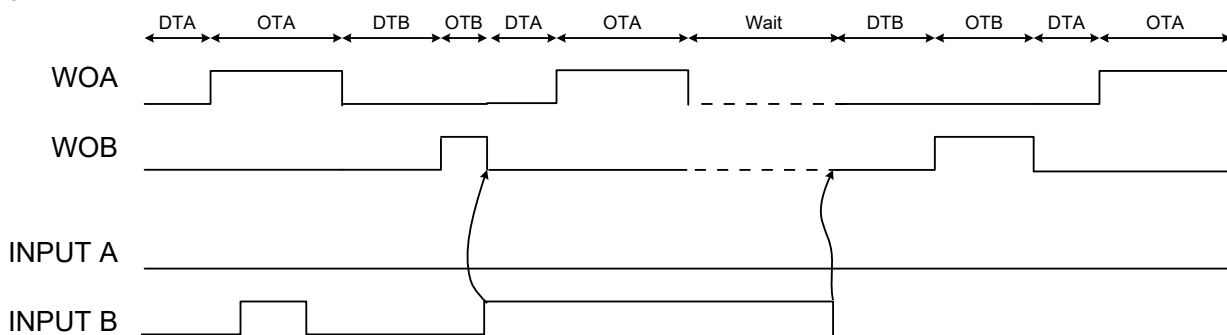 DTA OTA DTB OTB DTA OTA Wait DTB OTB DTA OTA
WOA
WOB
INPUT A
INPUT B